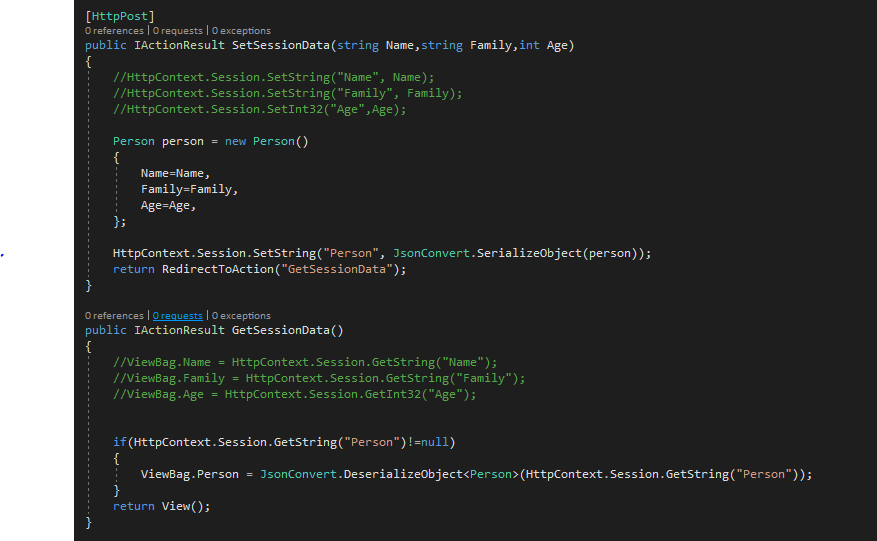 [HttpPost]
0 references | 0 requests | 0 exceptions
public IActionResult SetSessionData(string Name,string Family,int Age)
{
//HttpContext.Session.SetString("Name", Name);
//HttpContext.Session.SetString("Family", Family);
//HttpContext.Session.SetInt32("Age",Age);
Person person = new Person()
{
Name=Name,
Family=Family,
Age=Age,
};
HttpContext.Session.SetString("Person", JsonConvert.SerializeObject(person));
return RedirectToAction("GetSessionData");
}
0 references | 0 requests | 0 exceptions
public IActionResult GetSessionData()
{
//ViewBag.Name = HttpContext.Session.GetString("Name");
//ViewBag.Family = HttpContext.Session.GetString("Family");
//ViewBag.Age = HttpContext.Session.GetInt32("Age");
if(HttpContext.Session.GetString("Person")!=null)
{
ViewBag.Person = JsonConvert.DeserializeObject<Person>(HttpContext.Session.GetString("Person"));
}
return View();
}